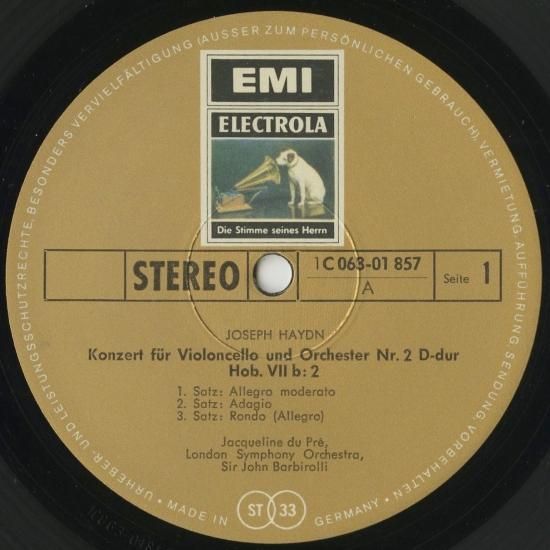 URHEBER- UND LEISTUNGSSCHUTZRECHTE, BESONDERS VERVIELFÄLTIGUNG (AUSSER ZUM PERSÖNLICHEN GEBRAUCH), VERMIETUNG, AUFFÜHRUNG, SENDUNG, VORBEHALTEN
EMI
ELECTROLA
Die Stimme seines Herrn
STEREO
1C 063-01 857
A
Seite 1
JOSEPH HAYDN
Konzert für Violoncello und Orchester Nr. 2 D-dur
Hob. VII b: 2
1. Satz: Allegro moderato
2. Satz: Adagio
3. Satz: Rondo (Allegro)
Jacqueline du Pré,
London Symphony Orchestra,
Sir John Barbirolli
• MADE IN GERMANY •
ST 33